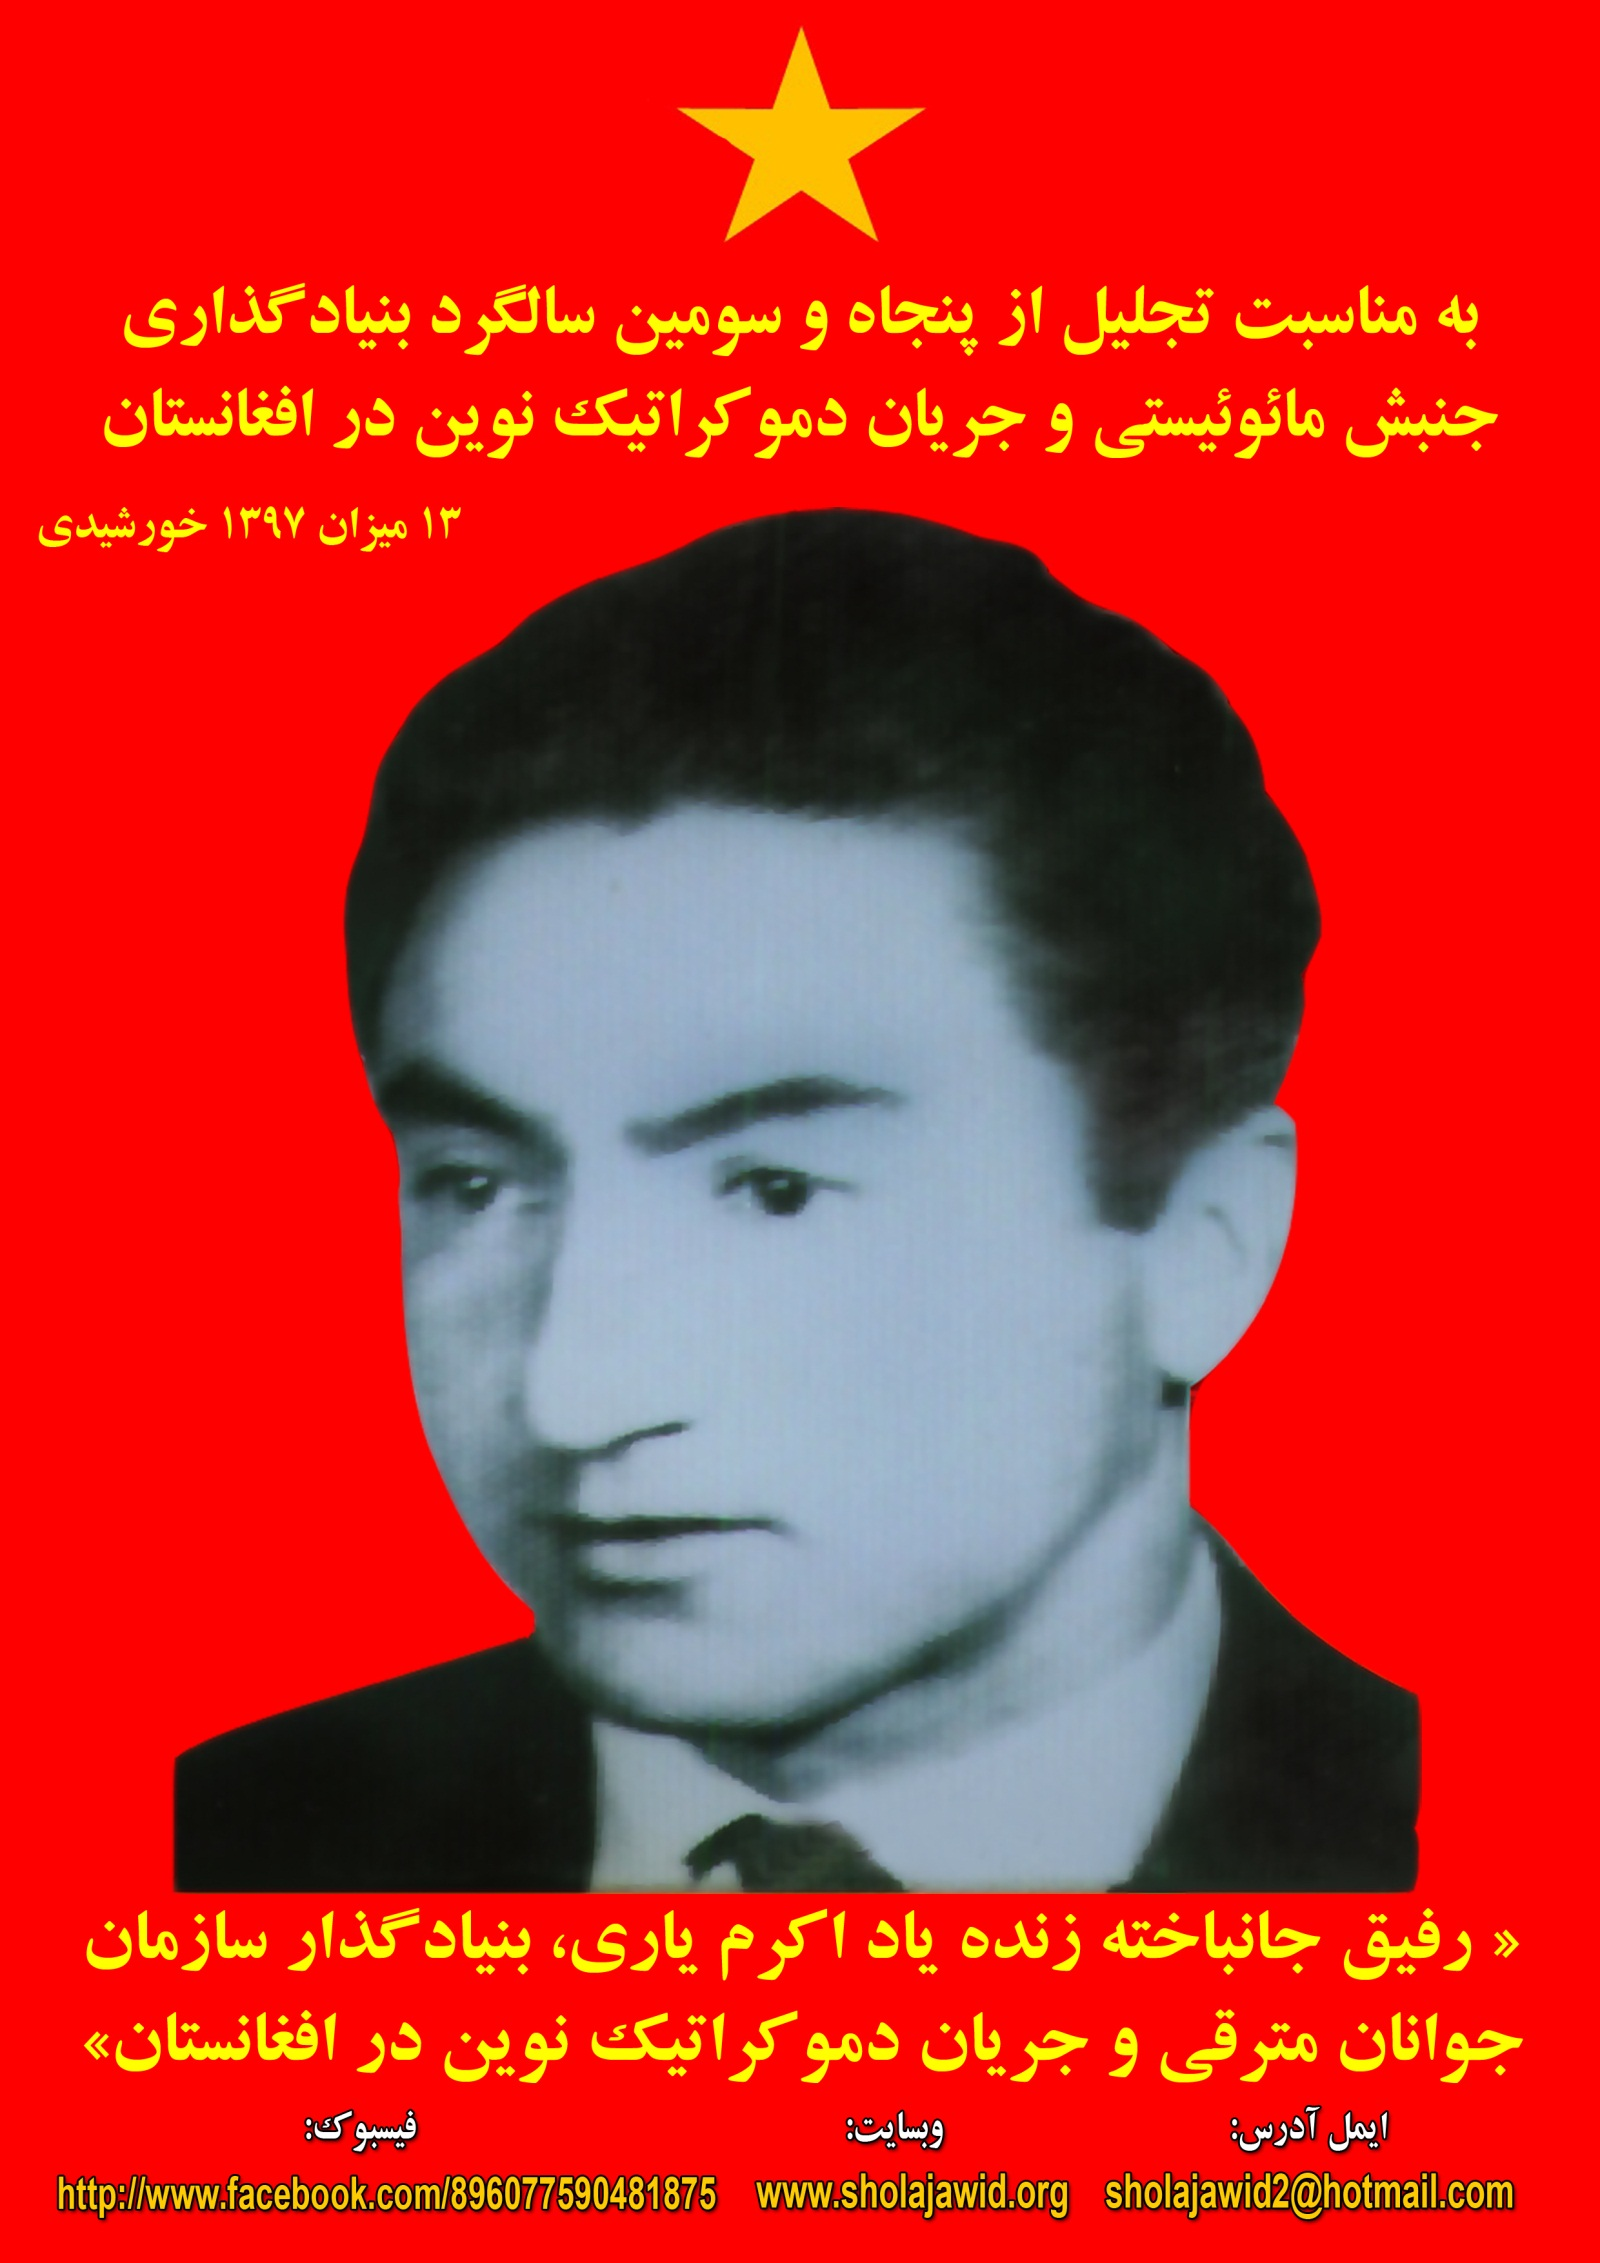 به مناسبت تجلیل از پنجاه و سومین سالگرد بنیادگذاری
جنبش مائوئیستی و جریان دموکراتیک نوین در افغانستان
۱۳ میزان ۱۳۹۷ خورشیدی
« رفیق جانباخته زنده یاد اکرم یاری، بنیادگذار سازمان
جوانان مترقی و جریان دموکراتیک نوین در افغانستان»
ایمل آدرس: وبسایت: فیسبوک:
http://www.facebook.com/896077590481875 www.sholajawid.org sholajawid2@hotmail.com